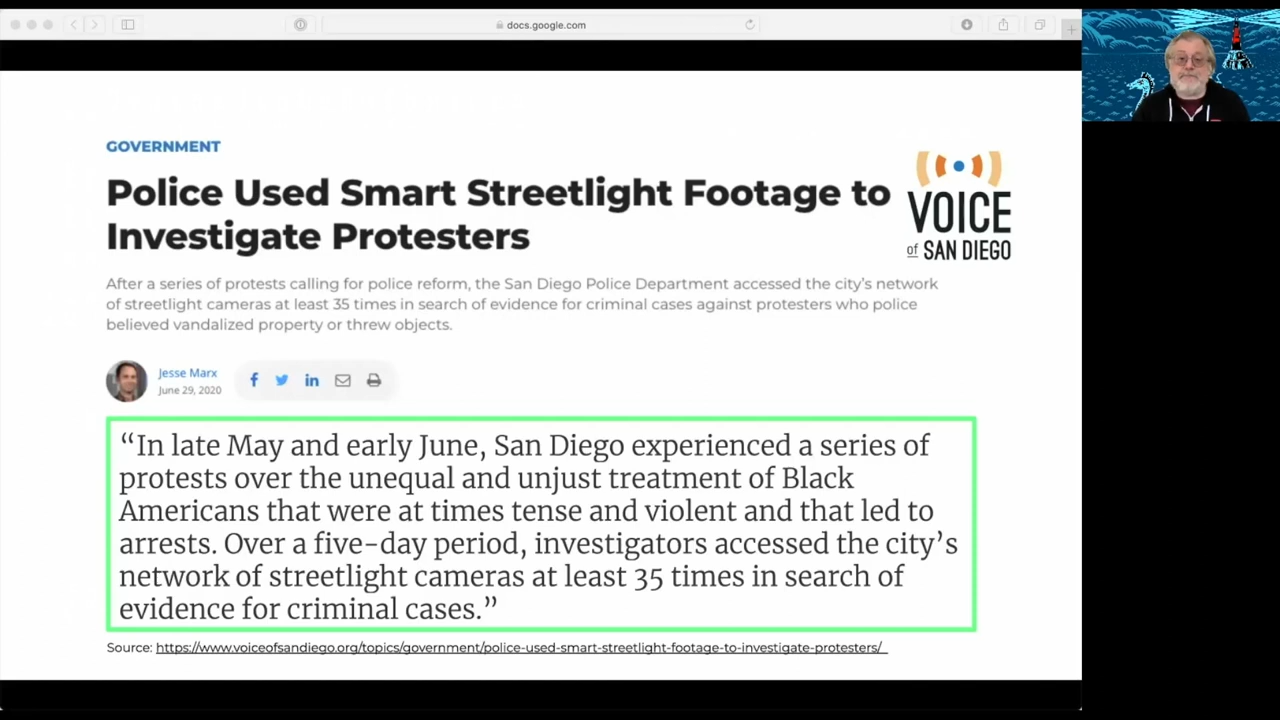 docs.google.com
GOVERNMENT
Police Used Smart Streetlight Footage to
Investigate Protesters
VOICE
of SAN DIEGO
After a series of protests calling for police reform, the San Diego Police Department accessed the city's network
of streetlight cameras at least 35 times in search of evidence for criminal cases against protesters who police
believed vandalized property or threw objects.
Jesse Marx
June 29, 2020
“In late May and early June, San Diego experienced a series of
protests over the unequal and unjust treatment of Black
Americans that were at times tense and violent and that led to
arrests. Over a five-day period, investigators accessed the city’s
network of streetlight cameras at least 35 times in search of
evidence for criminal cases.”
Source: https://www.voiceofsandiego.org/topics/government/police-used-smart-streetlight-footage-to-investigate-protesters/